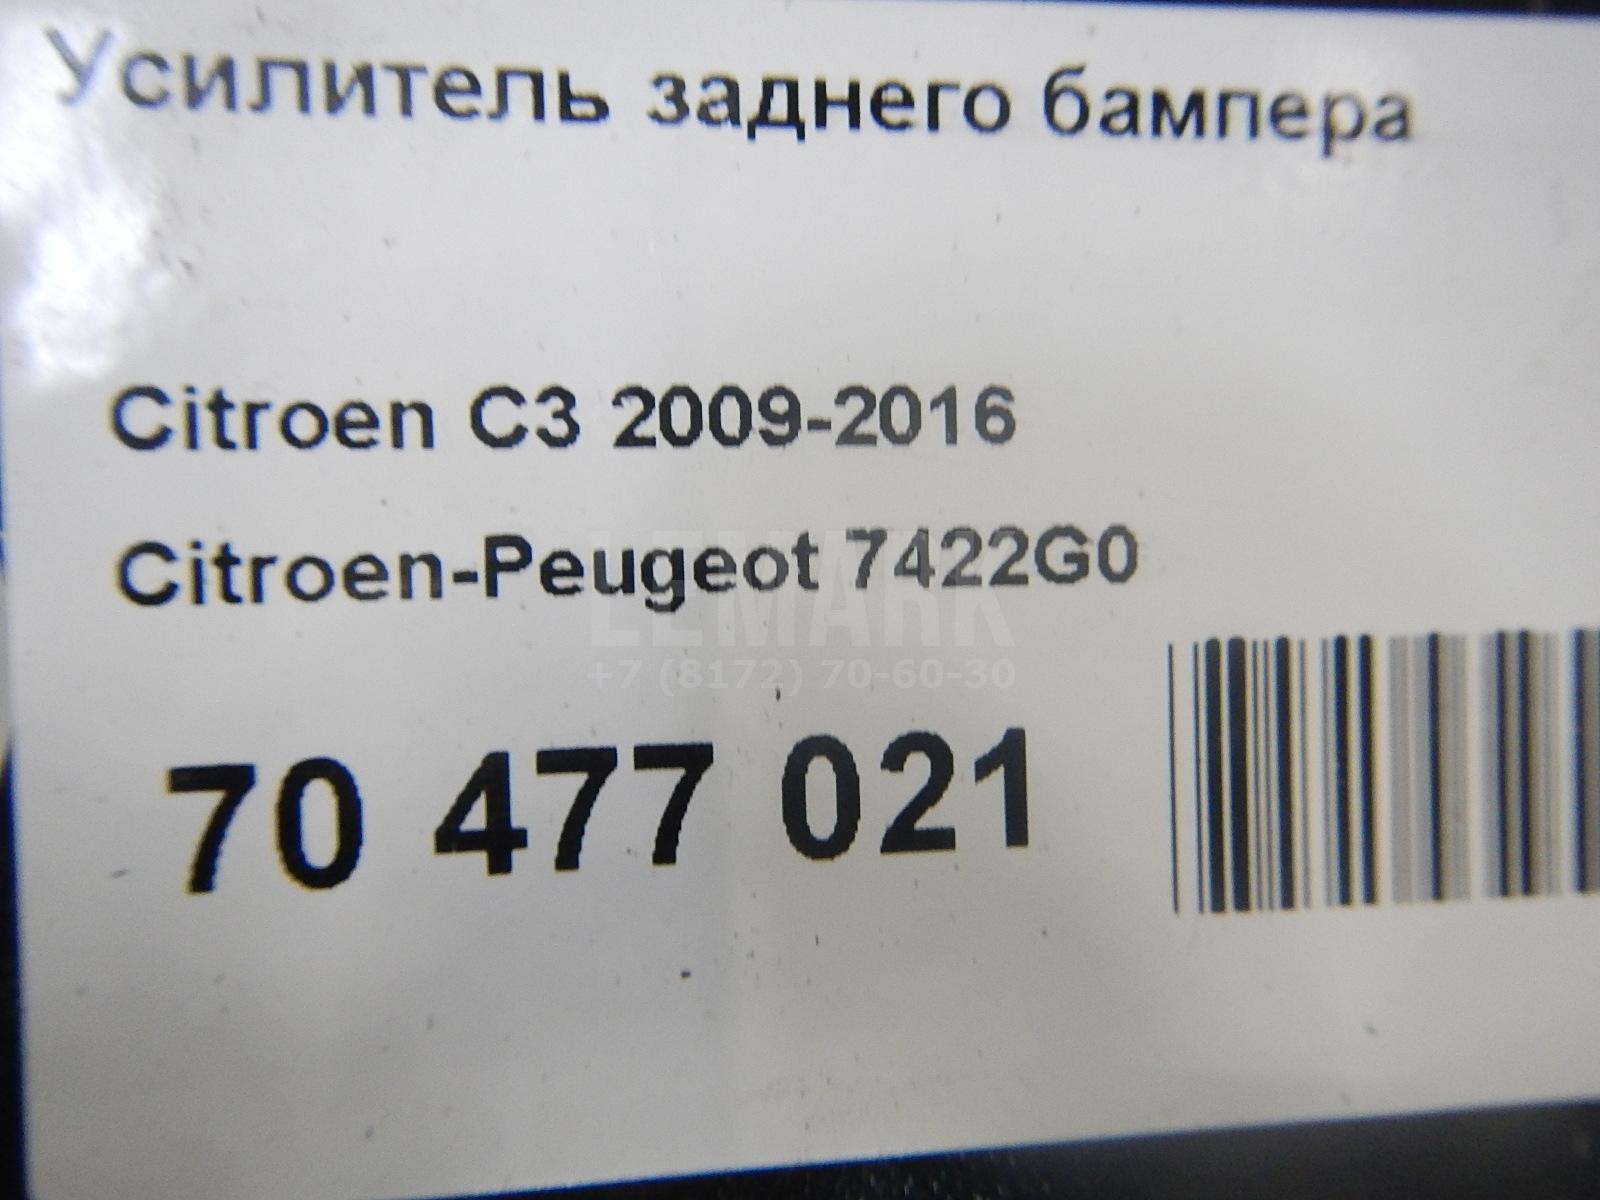 Усилитель заднего бампера
Citroen C3 2009-2016
Citroen-Peugeot 7422G0
LEMARK
+7 (8172) 70-60-30
70 477 021